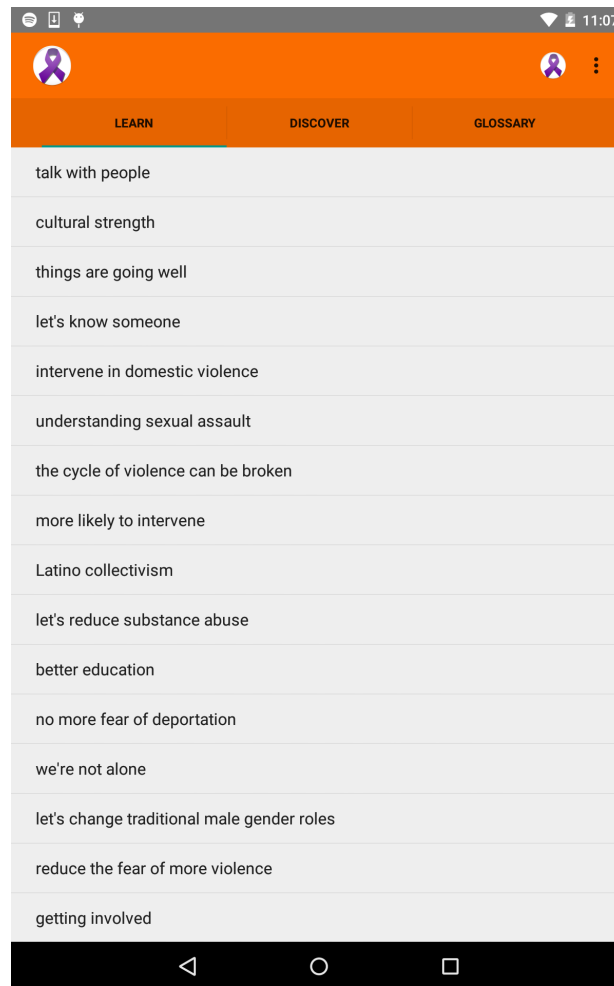 11:07
LEARN DISCOVER GLOSSARY
talk with people
cultural strength
things are going well
let's know someone
intervene in domestic violence
understanding sexual assault
the cycle of violence can be broken
more likely to intervene
Latino collectivism
let's reduce substance abuse
better education
no more fear of deportation
we're not alone
let's change traditional male gender roles
reduce the fear of more violence
getting involved